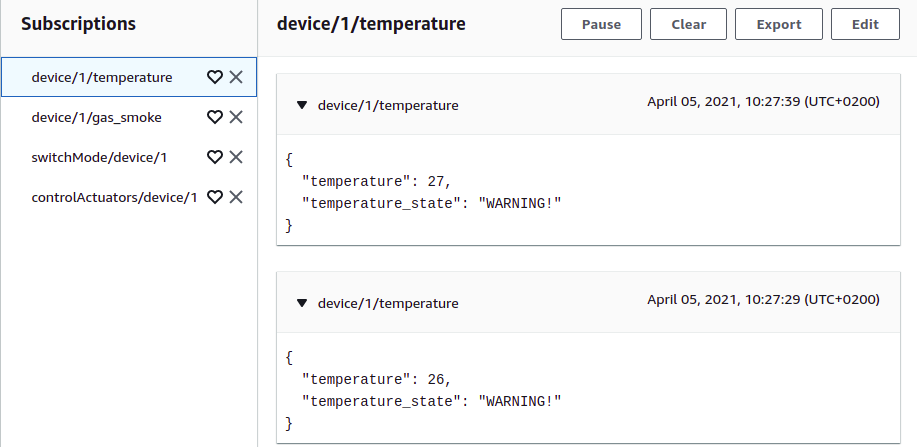 Subscriptions
device/1/temperature
Pause
Clear
Export
Edit
device/1/temperature
device/1/gas_smoke
switchMode/device/1
controlActuators/device/1
device/1/temperature
April 05, 2021, 10:27:39 (UTC+0200)
{
"temperature": 27,
"temperature_state": "WARNING!"
}
device/1/temperature
April 05, 2021, 10:27:29 (UTC+0200)
{
"temperature": 26,
"temperature_state": "WARNING!"
}